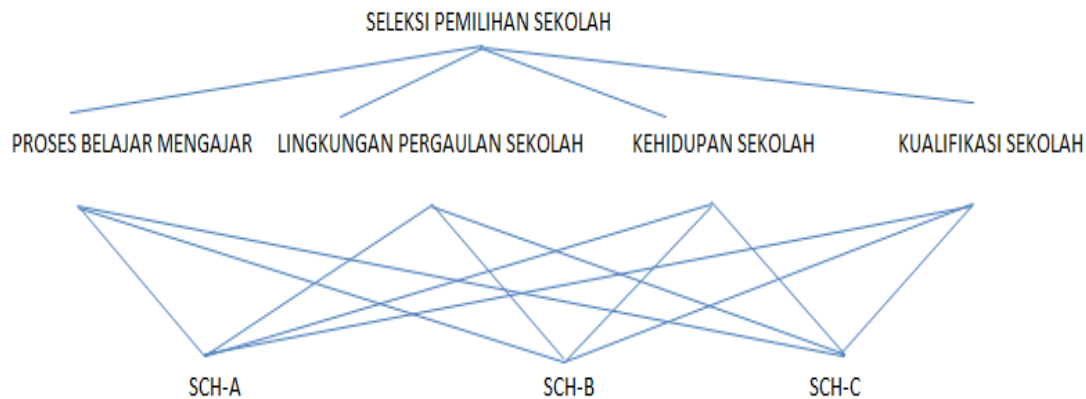 SELEKSI PEMILIHAN SEKOLAH
PROSES BELAJAR MENGAJAR LINGKUNGAN PERGAULAN SEKOLAH KEHIDUPAN SEKOLAH KUALIFIKASI SEKOLAH
SCH-A SCH-B SCH-C